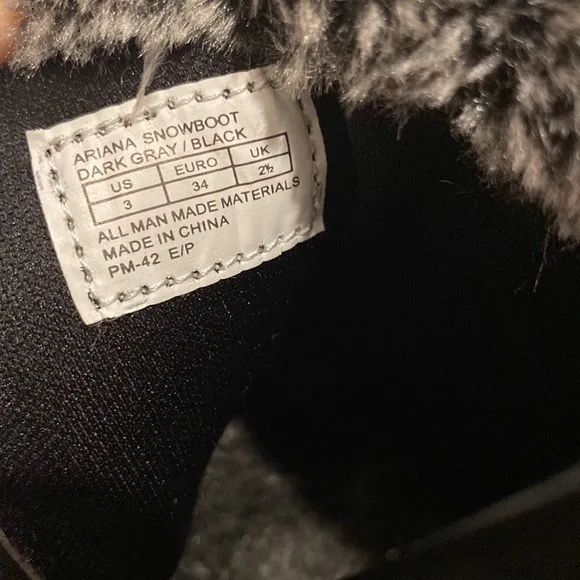 ARIANA SNOWBOOT
DARK GRAY / BLACK
US EURO UK
3 34 2½
ALL MAN MADE MATERIALS
MADE IN CHINA
PM-42 E/P